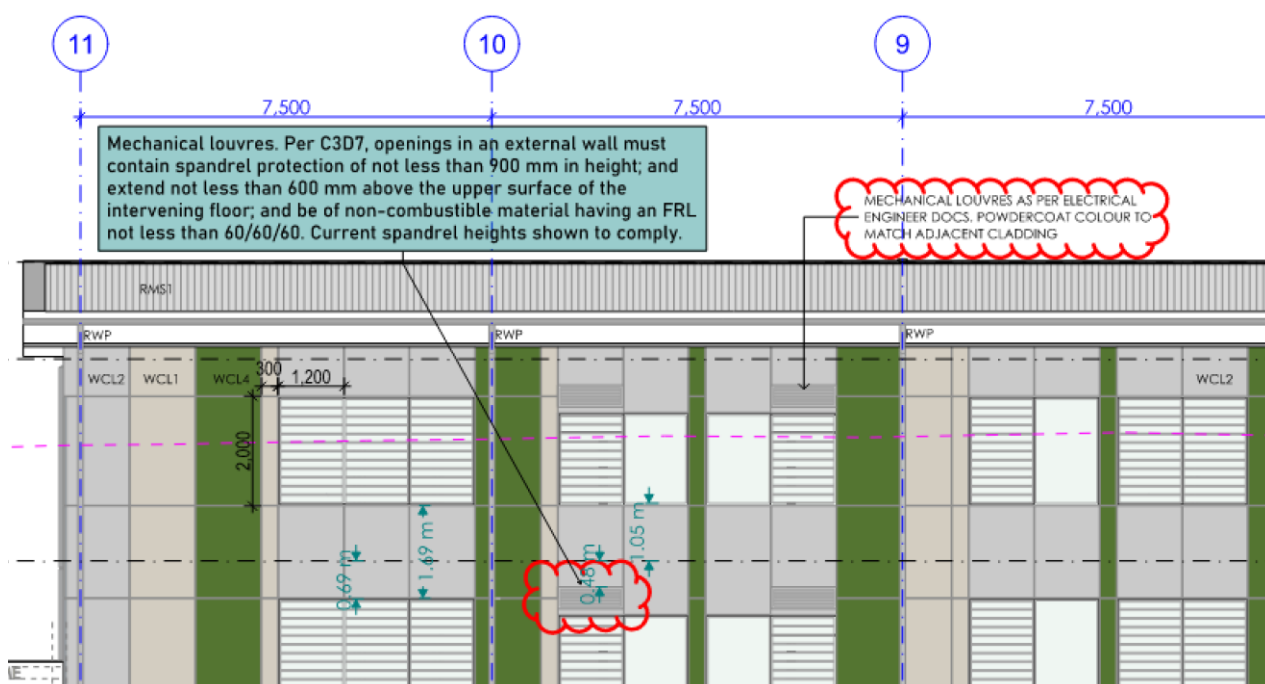 11
10
9
7,500
7,500
7,500
Mechanical louvres. Per C3D7, openings in an external wall must
contain spandrel protection of not less than 900 mm in height; and
extend not less than 600 mm above the upper surface of the
intervening floor; and be of non-combustible material having an FRL
not less than 60/60/60. Current spandrel heights shown to comply.
MECHANICAL LOUVRES AS PER ELECTRICAL
ENGINEER DOCS. POWDERCOAT COLOUR TO
MATCH ADJACENT CLADDING
RMS1
RWP
RWP
RWP
WCL2
WCL1
WCL4
300
1,200
WCL2
2,000
1.05 m
1.69 m
0.69 m
0.48 m